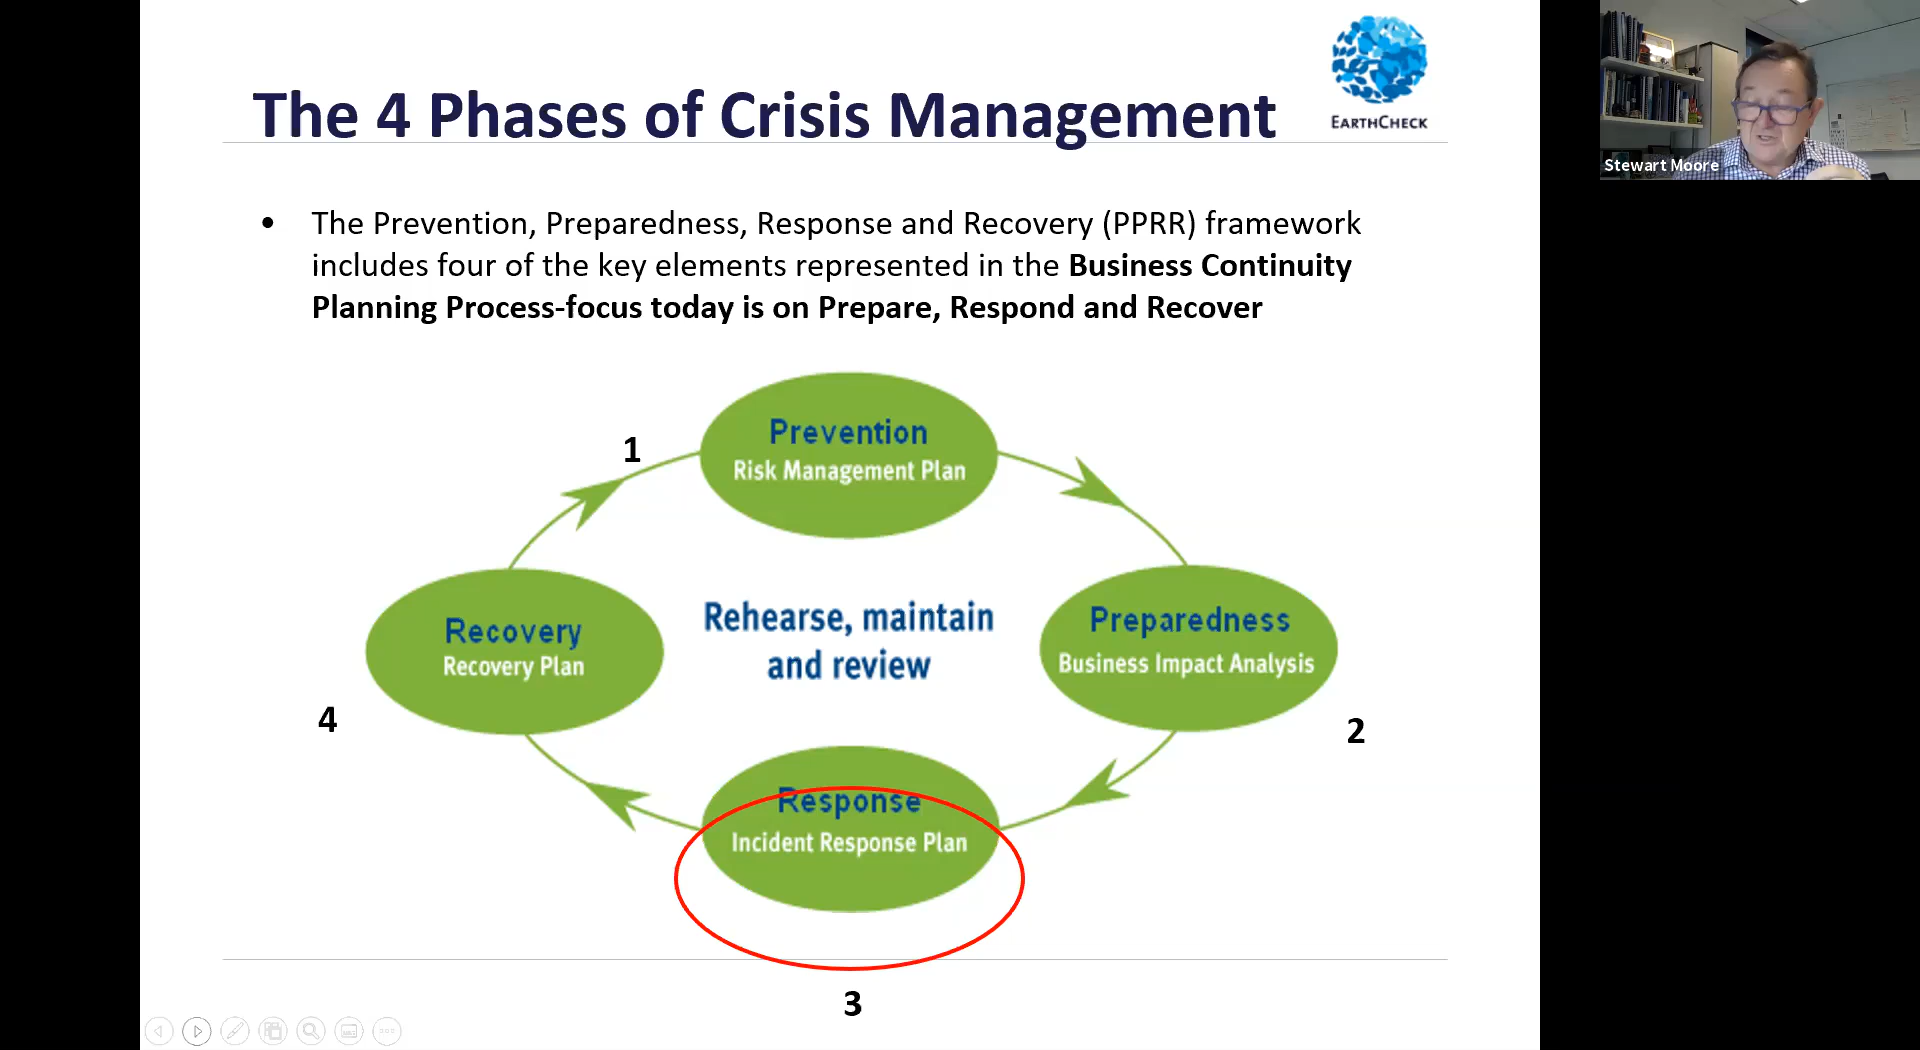 The 4 Phases of Crisis Management
EARTHCHECK
Stewart Moore
• The Prevention, Preparedness, Response and Recovery (PPRR) framework
includes four of the key elements represented in the Business Continuity
Planning Process-focus today is on Prepare, Respond and Recover
1
Prevention
Risk Management Plan
Recovery
Recovery Plan
Rehearse, maintain
and review
Preparedness
Business Impact Analysis
4
2
Response
Incident Response Plan
3